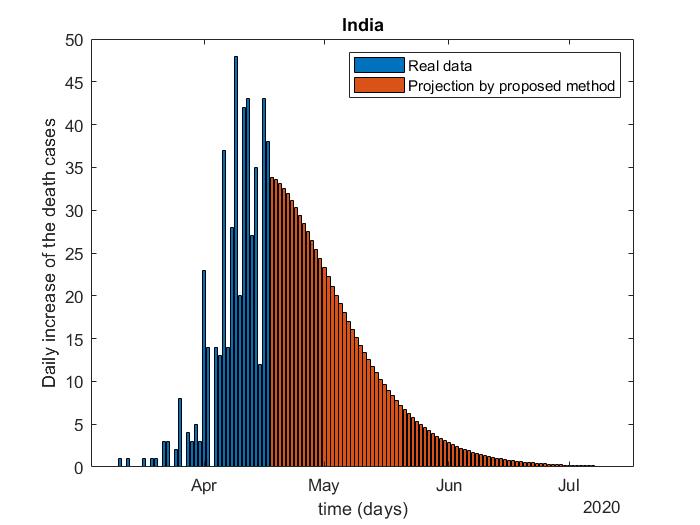 India
50
45
40
35
30
25
20
15
10
5
0
Daily increase of the death cases
Real data
Projection by proposed method
Apr May Jun Jul
time (days)
2020